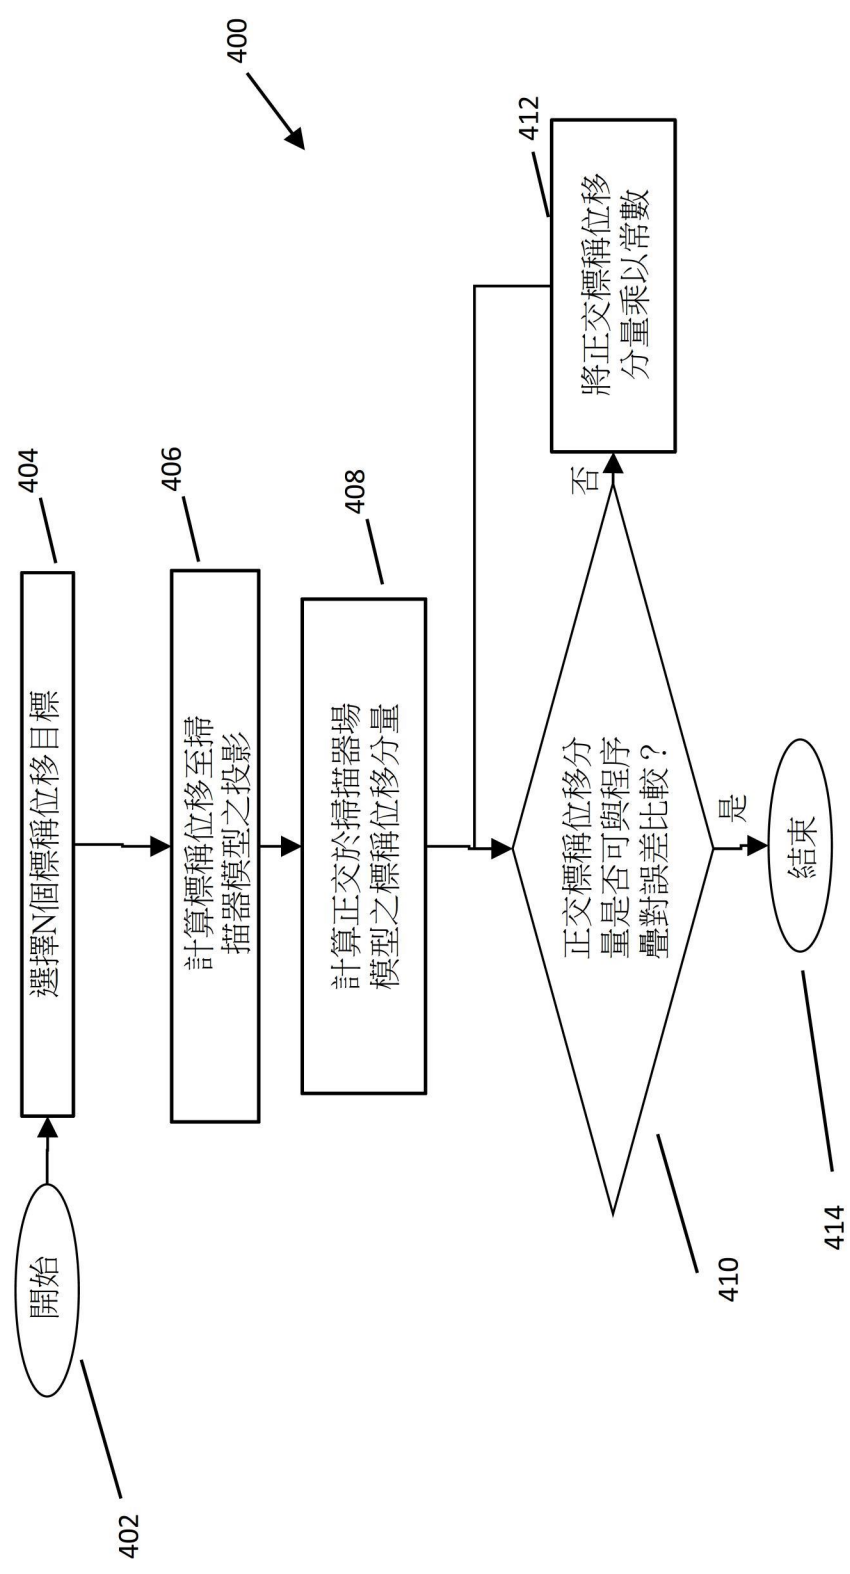 400
開始
402
選擇N個標稱位移目標
404
計算標稱位移至掃
描器模型之投影
406
計算正交於掃描器場
模型之標稱位移分量
408
正交標稱位移分
量是否可與程序
疊對誤差比較?
410
否
將正交標稱位移
分量乘以常數
412
是
結束
414